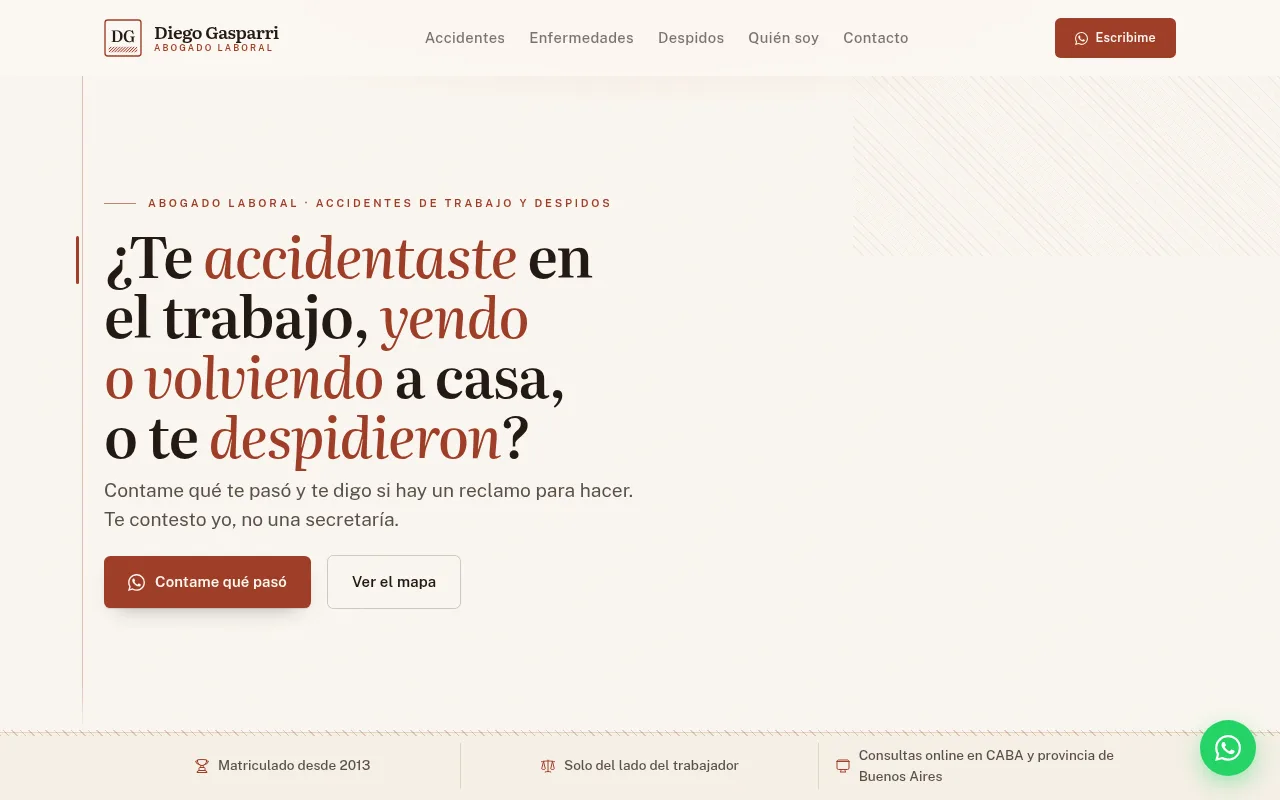 DG
Diego Gasparri
ABOGADO LABORAL
Accidentes
Enfermedades
Despidos
Quién soy
Contacto
Escribime
ABOGADO LABORAL · ACCIDENTES DE TRABAJO Y DESPIDOS
¿Te accidentaste en
el trabajo, yendo
o volviendo a casa,
o te despidieron?
Contame qué te pasó y te digo si hay un reclamo para hacer.
Te contesto yo, no una secretaría.
Contame qué pasó
Ver el mapa
Matriculado desde 2013
Solo del lado del trabajador
Consultas online en CABA y provincia de
Buenos Aires